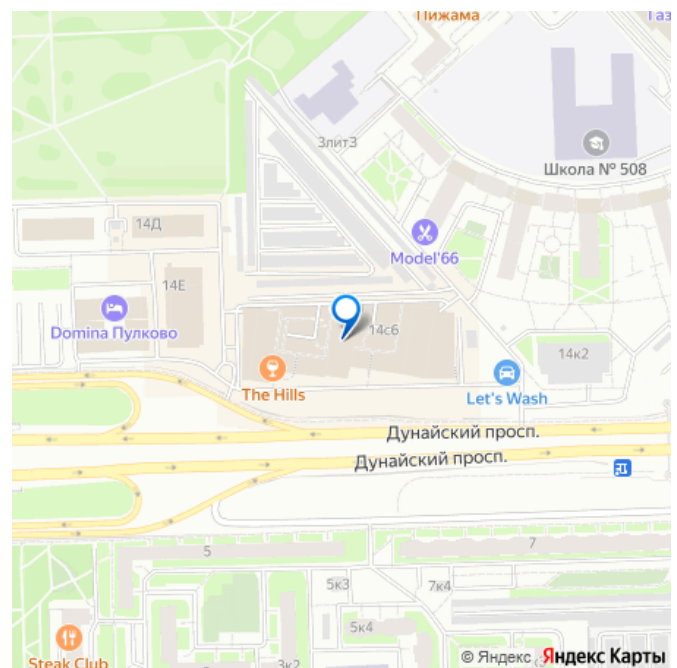 Пижама
Газ
3лит3
Школа № 508
14Д
Model'66
14Е
Domina Пулково
14с6
14к2
The Hills
Let's Wash
Дунайский просп.
Дунайский просп.
5
7
5к3
7к4
5к4
Steak Club
3к2
© Яндекс Яндекс Карты